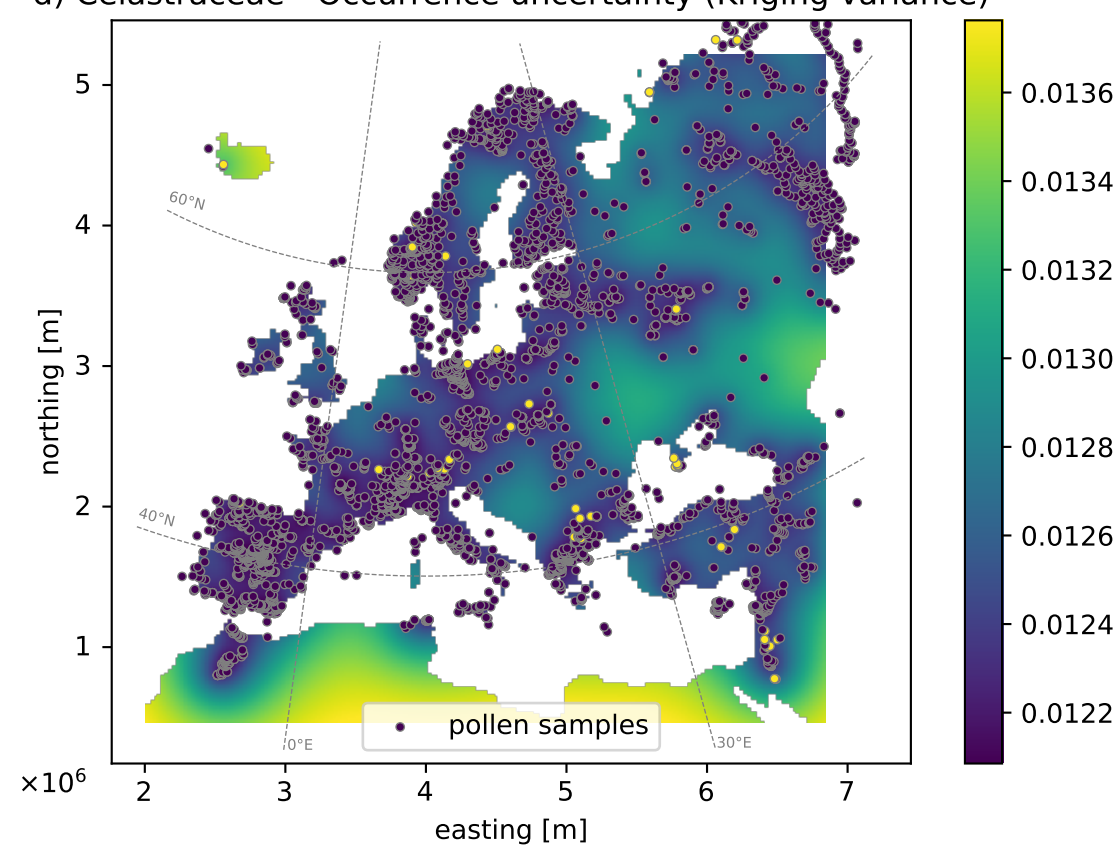 d) Celastraceae - Occurrence uncertainty (Kriging variance)
5
4
3
2
1
northing [m]
×10⁶
2 3 4 5 6 7
easting [m]
60°N
40°N
0°E
30°E
pollen samples
0.0136
0.0134
0.0132
0.0130
0.0128
0.0126
0.0124
0.0122